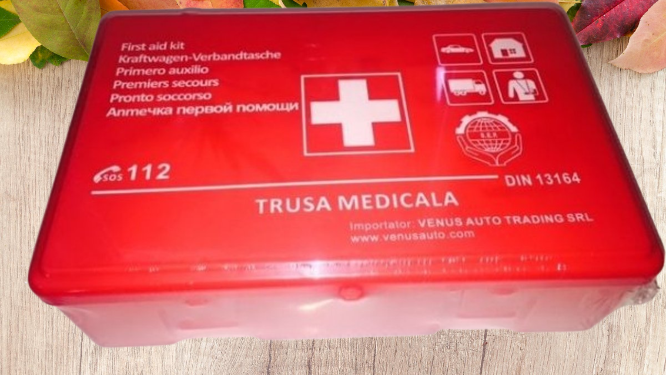 First aid kit
Kraftwagen-Verbandtasche
Primero auxilio
Premiers secours
Pronto soccorso
Аптечка первой помощи
SOS 112
DIN 13164
TRUSA MEDICALA
Importator: VENUS AUTO TRADING SRL
www.venusauto.com